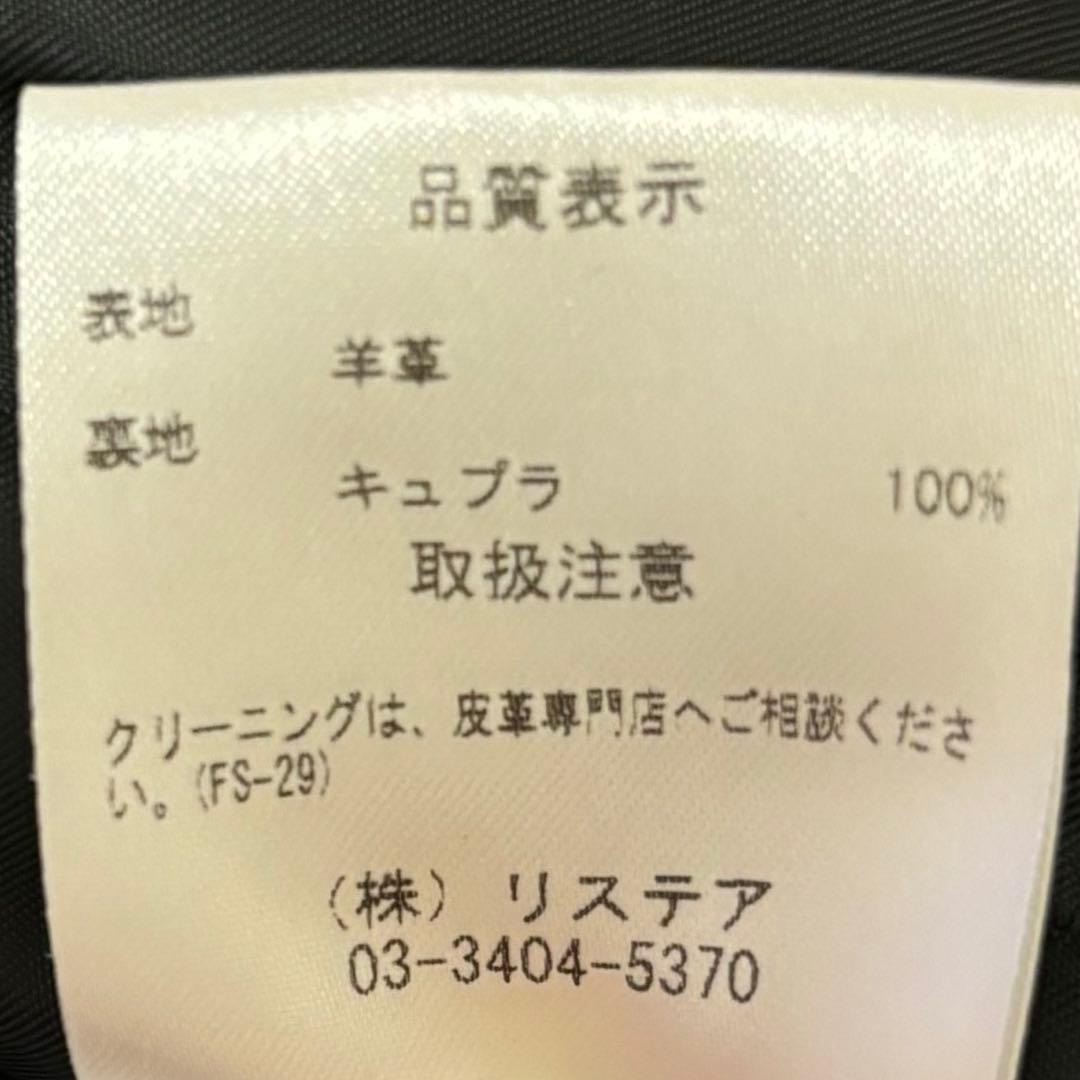 品質表示
表地
羊革
裏地
キュプラ 100%
取扱注意
クリーニングは、皮革専門店へご相談くださ
い。(FS-29)
(株) リステア
03-3404-5370